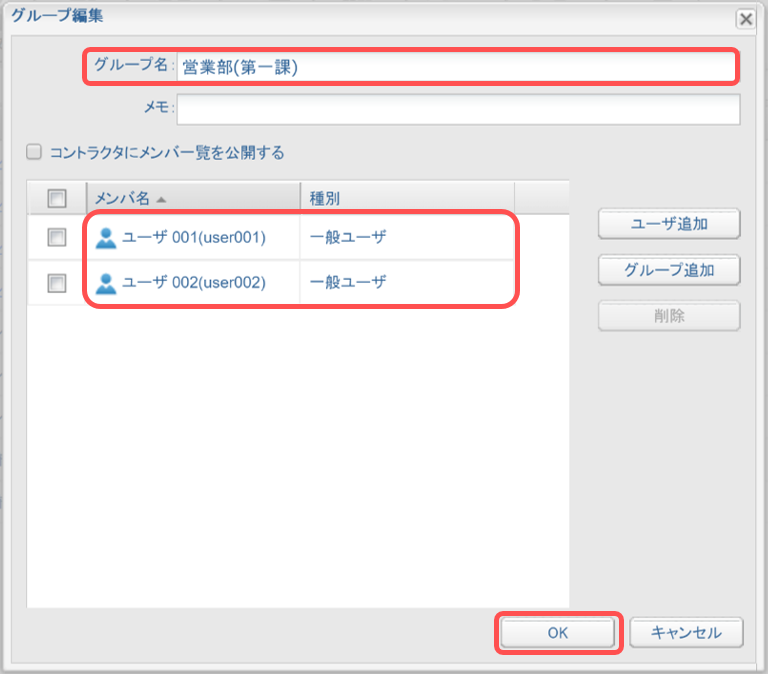 グループ編集
グループ名: 営業部(第一課)
メモ:
コントラクタにメンバ一覧を公開する
メンバ名 種別
ユーザ 001(user001) 一般ユーザ
ユーザ 002(user002) 一般ユーザ
ユーザ追加
グループ追加
削除
OK キャンセル